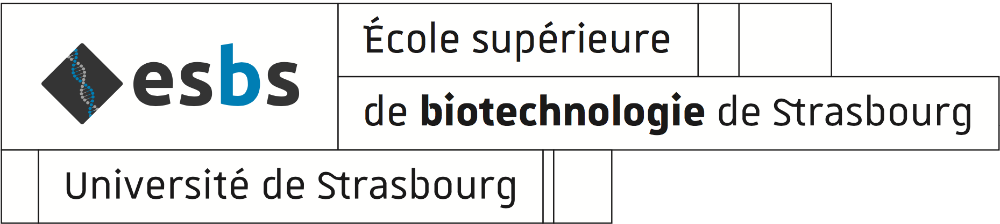 esbs
École supérieure
de biotechnologie de Strasbourg
Université de Strasbourg